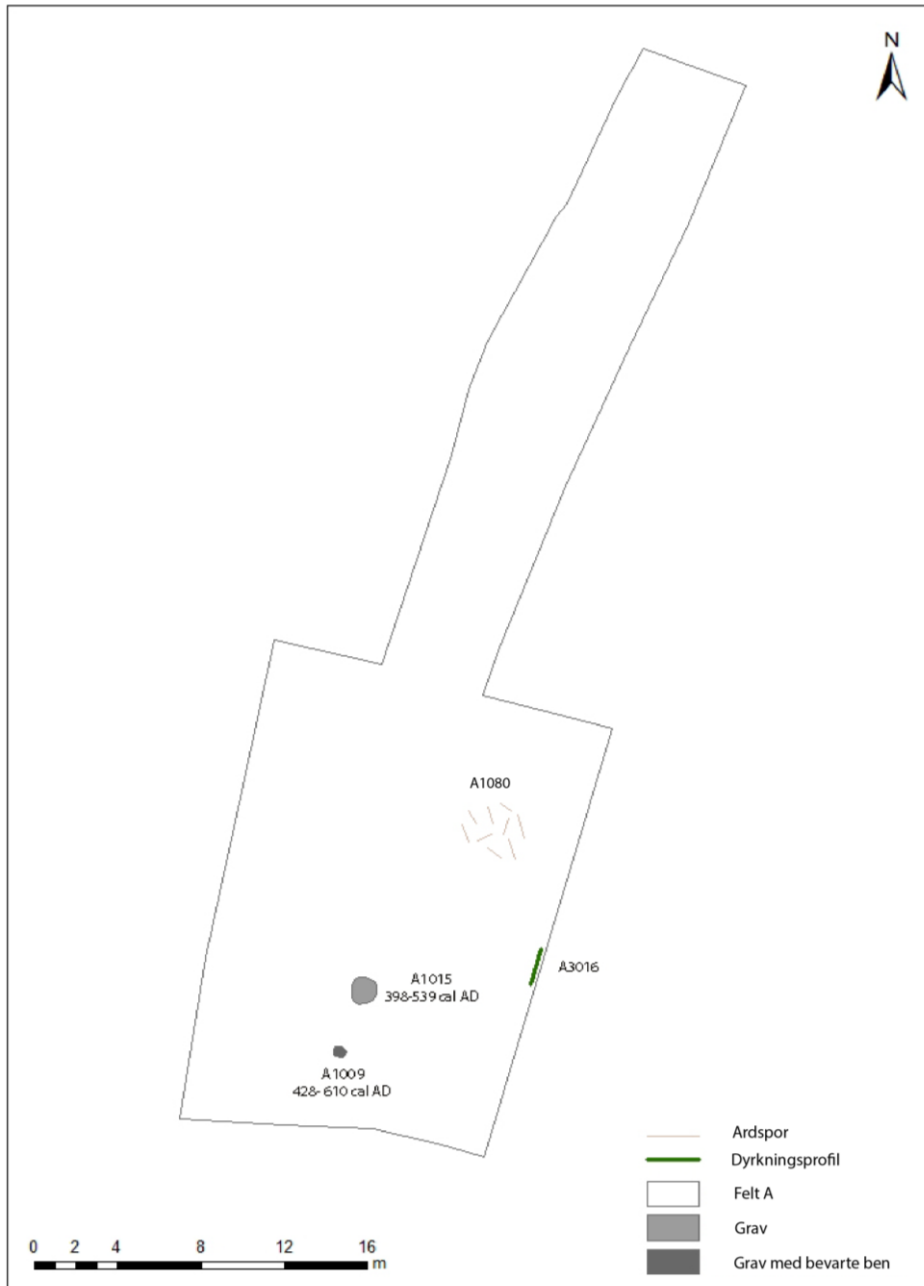 N
A1080
A3016
A1015
398-539 cal AD
A1009
428-610 cal AD
Ardspor
Dyrkningsprofil
Felt A
Grav
Grav med bevarte ben
0 2 4 8 12 16
m